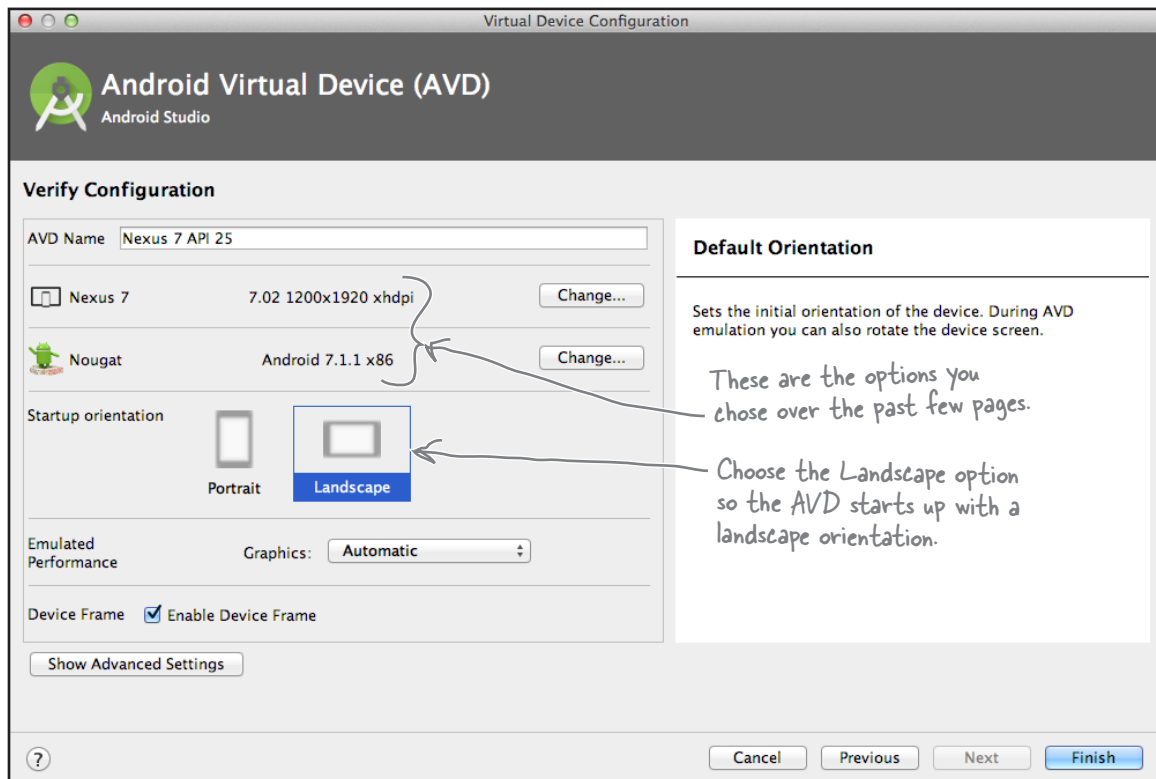 Virtual Device Configuration
Android Virtual Device (AVD)
Android Studio
Verify Configuration
AVD Name Nexus 7 API 25
Nexus 7 7.02 1200x1920 xhdpi Change...
Nougat Android 7.1.1 x86 Change...
Startup orientation
Portrait
Landscape
Emulated
Performance
Graphics: Automatic
Device Frame Enable Device Frame
Show Advanced Settings
Default Orientation
Sets the initial orientation of the device. During AVD
emulation you can also rotate the device screen.
These are the options you
chose over the past few pages.
Choose the Landscape option
so the AVD starts up with a
landscape orientation.
? Cancel Previous Next Finish